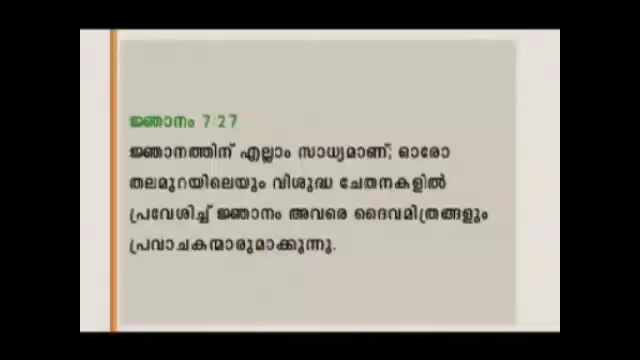 ജ്ഞാനം 7 27
ജ്ഞാനത്തിന് എല്ലാം സാധ്യമാണ്; ഓരോ
തലമുറയിലെയും വിശുദ്ധ ചേതനകളിൽ
പ്രവേശിച്ച് ജ്ഞാനം അവരെ ദൈവമിത്രങ്ങളും
പ്രവാചകന്മാരുമാക്കുന്നു.